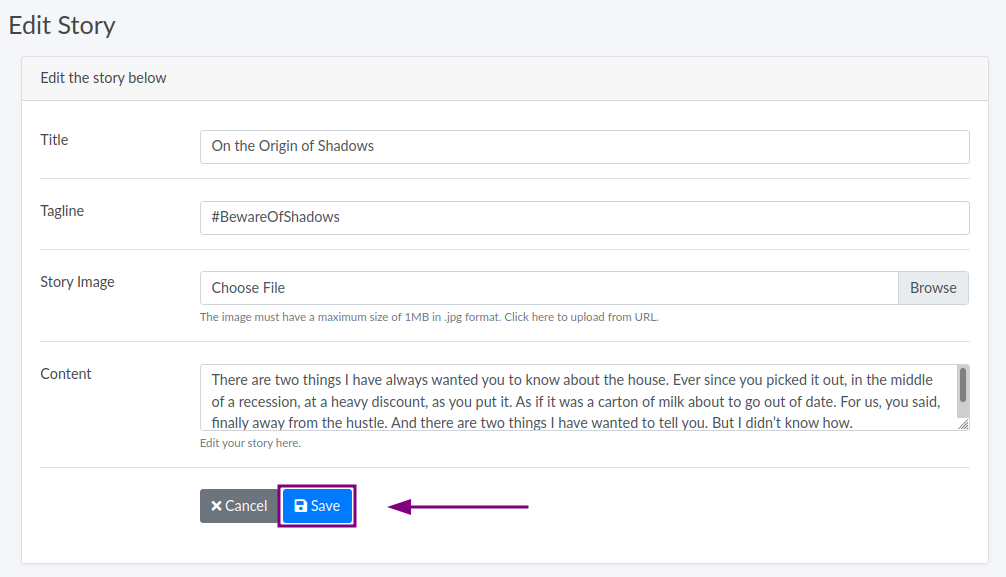 Edit Story
Edit the story below
Title
On the Origin of Shadows
Tagline
#BewareOfShadows
Story Image
Choose File
Browse
The image must have a maximum size of 1MB in .jpg format. Click here to upload from URL.
Content
There are two things I have always wanted you to know about the house. Ever since you picked it out, in the middle
of a recession, at a heavy discount, as you put it. As if it was a carton of milk about to go out of date. For us, you said,
finally away from the hustle. And there are two things I have wanted to tell you. But I didn’t know how.
Edit your story here.
Cancel
Save